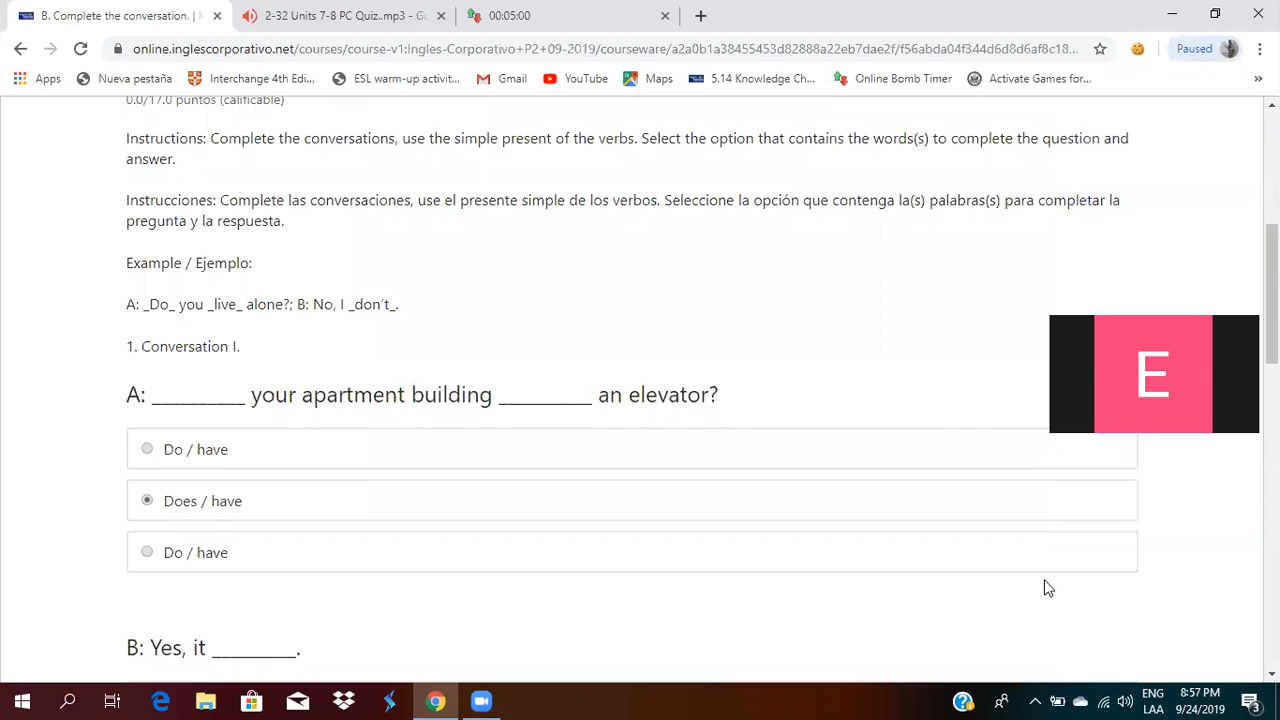 B. Complete the conversation. | M
2-32 Units 7-8 PC Quiz..mp3 - Go
00:05:00
online.inglescorporativo.net/courses/course-v1:Ingles-Corporativo+P2+09-2019/courseware/a2a0b1a38455453d82885b22eb7dae2f/f56abda04f344d6d8d6af8c18...
Paused
Apps
Nueva pestaña
Interchange 4th Edi...
ESL warm-up activit...
Gmail
YouTube
Maps
5.14 Knowledge Ch...
Online Bomb Timer
Activate Games for...
»
0.0/17.0 puntos (calificable)
Instructions: Complete the conversations, use the simple present of the verbs. Select the option that contains the words(s) to complete the question and
answer.
Instrucciones: Complete las conversaciones, use el presente simple de los verbos. Seleccione la opción que contenga la(s) palabras(s) para completar la
pregunta y la respuesta.
Example / Ejemplo:
A: _Do_ you _live_ alone?; B: No, I _don't_.
1. Conversation I.
E
A: _________ your apartment building _________ an elevator?
Do / have
Does / have
Do / have
B: Yes, it _________.
ENG
8:57 PM
LAA
9/24/2019
3